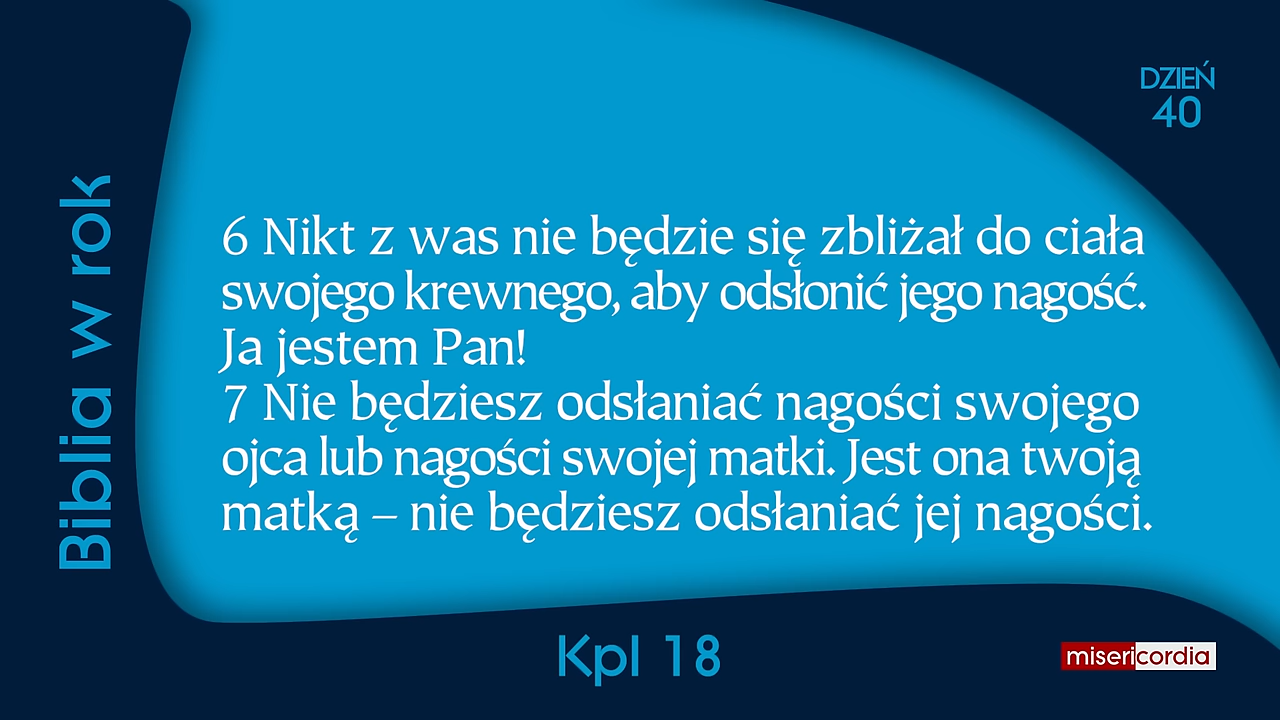 DZIEŃ
40
Biblia w rok
6 Nikt z was nie będzie się zbliżał do ciała
swojego krewnego, aby odsłonić jego nagość.
Ja jestem Pan!
7 Nie będziesz odsłaniać nagości swojego
ojca lub nagości swojej matki. Jest ona twoją
matką – nie będziesz odsłaniać jej nagości.
Kpl 18
misericordia